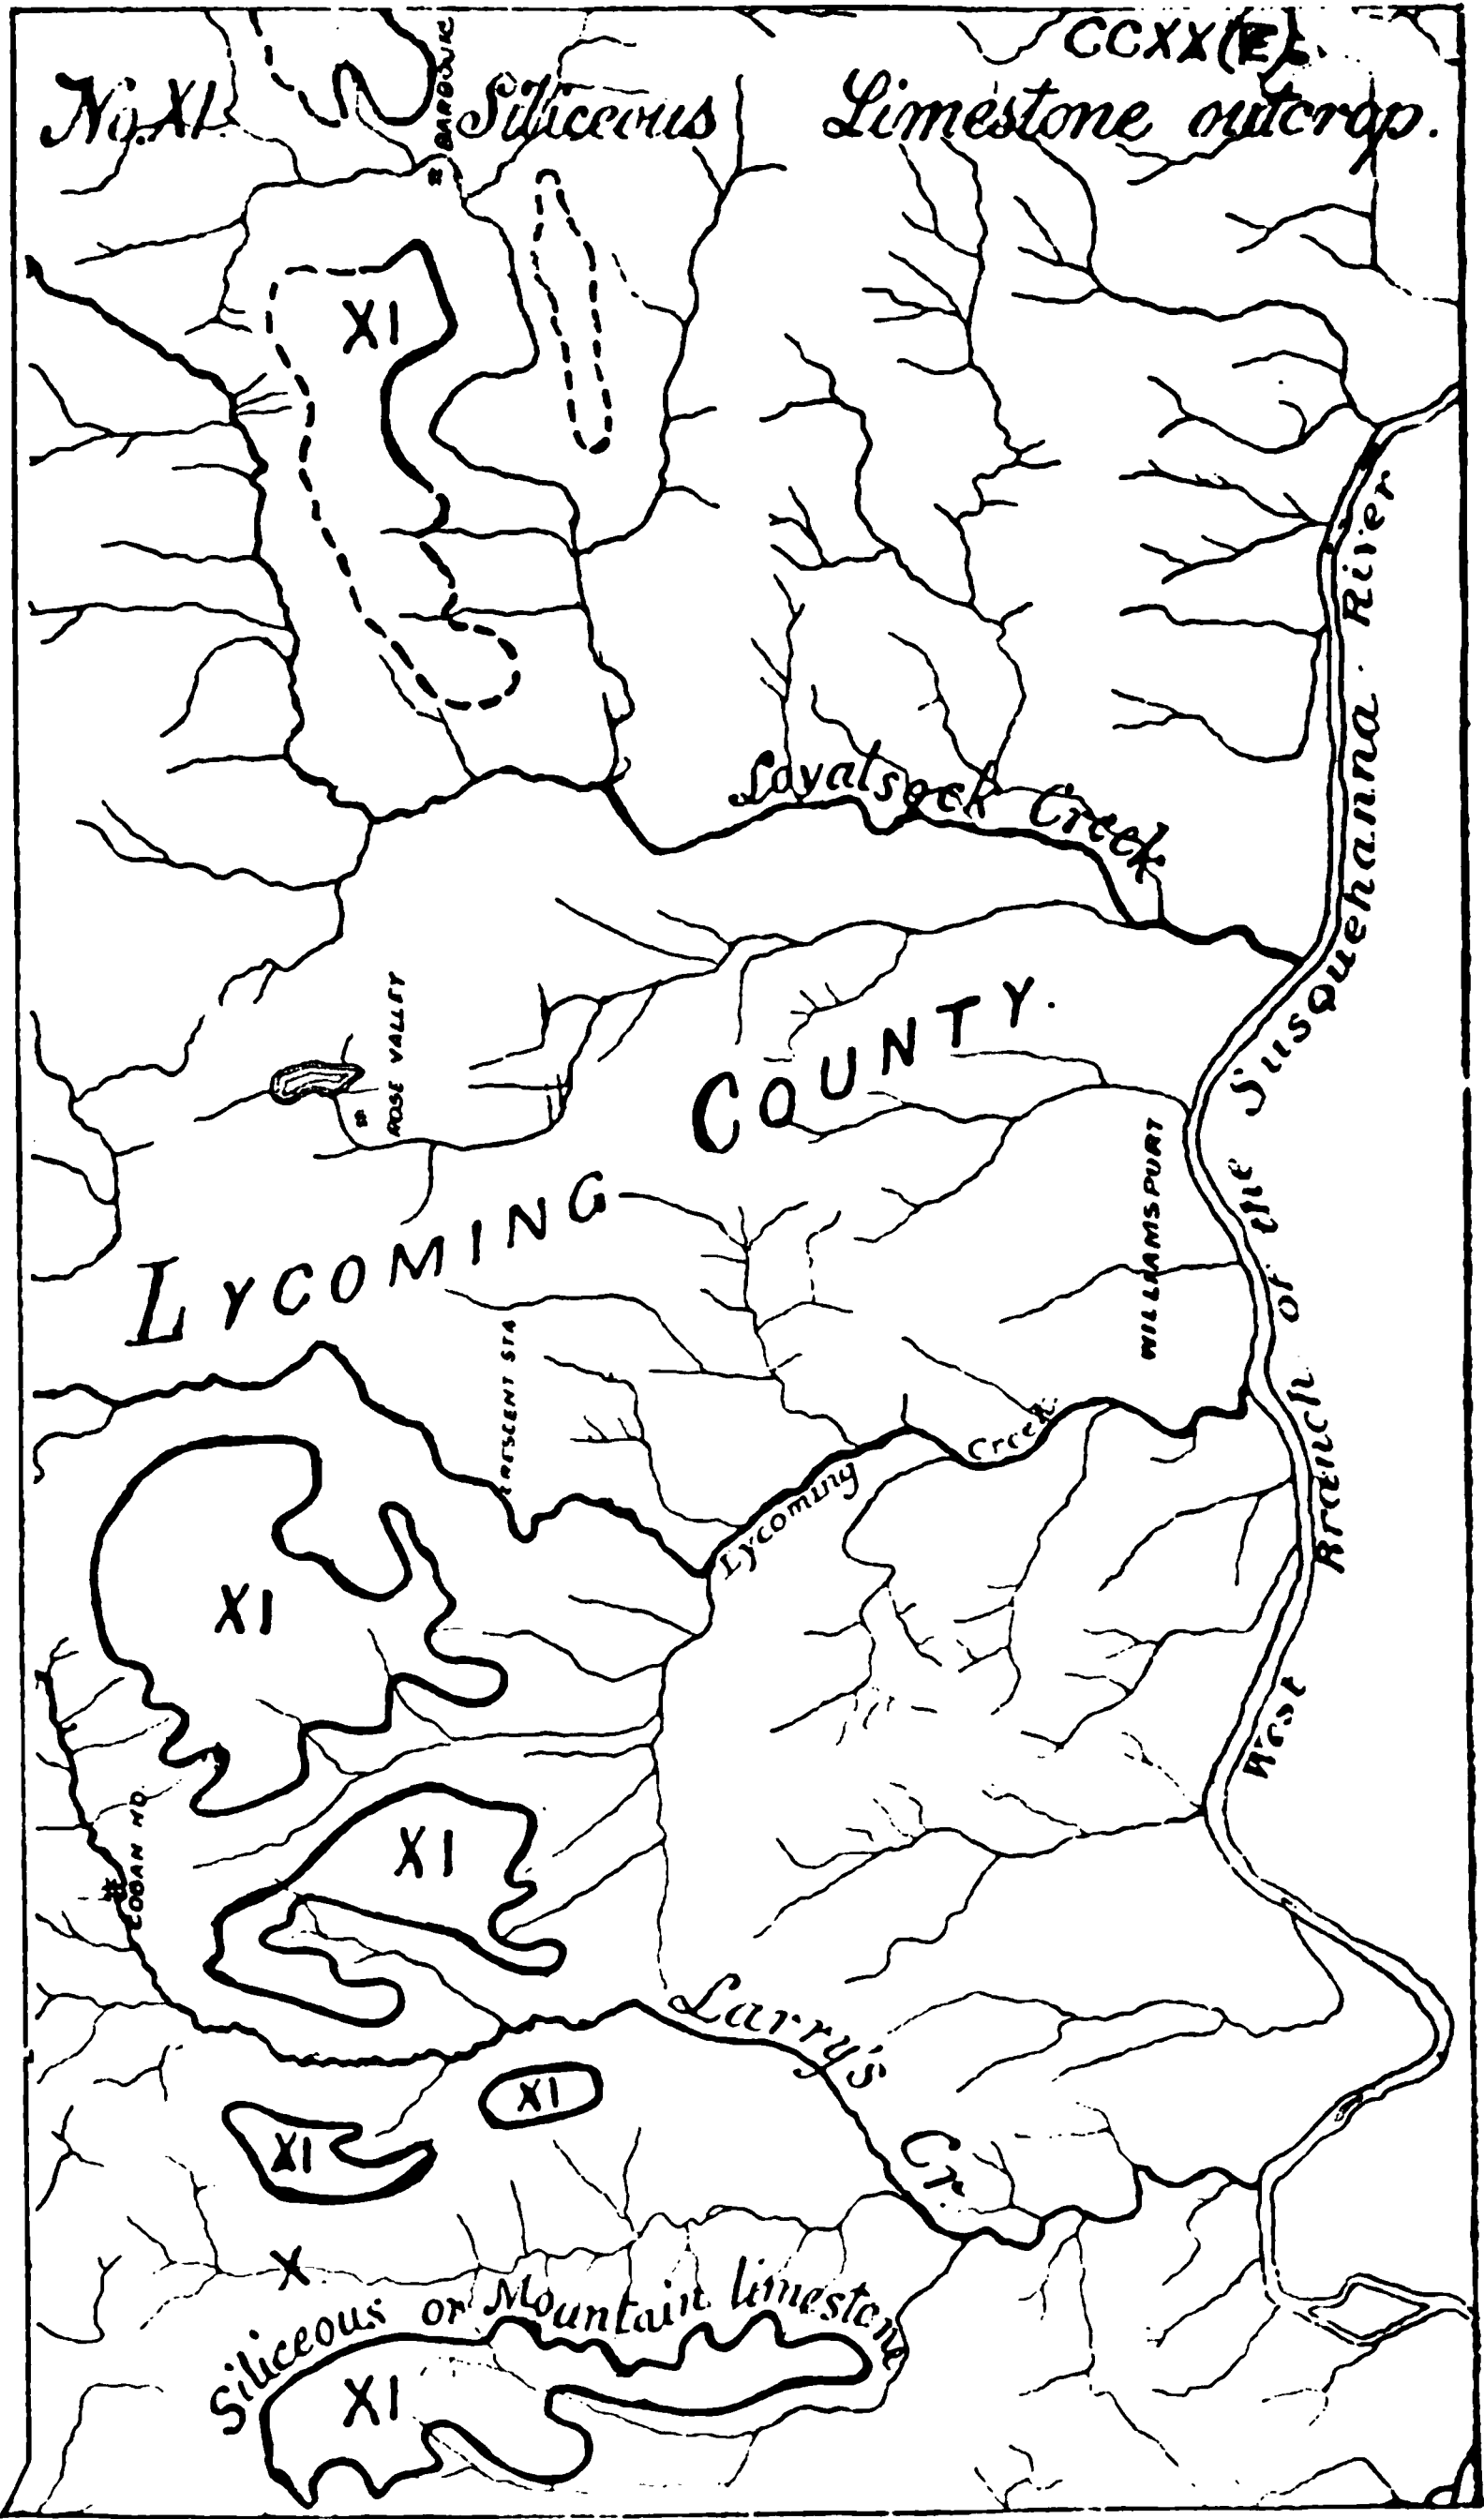 CCXX(E).
No. XI. Siliceous Limestone outcrop.
XI
Loyalsock Creek
West Branch of the Susquehanna River
ROSE VALLEY
LYCOMING COUNTY.
WILLIAMSPORT
CRESCENT STA
Lycoming Creek
XI
COGAN HO
XI
Larry's Cr.
XI
XI
X
Siliceous or Mountain limestone
XI